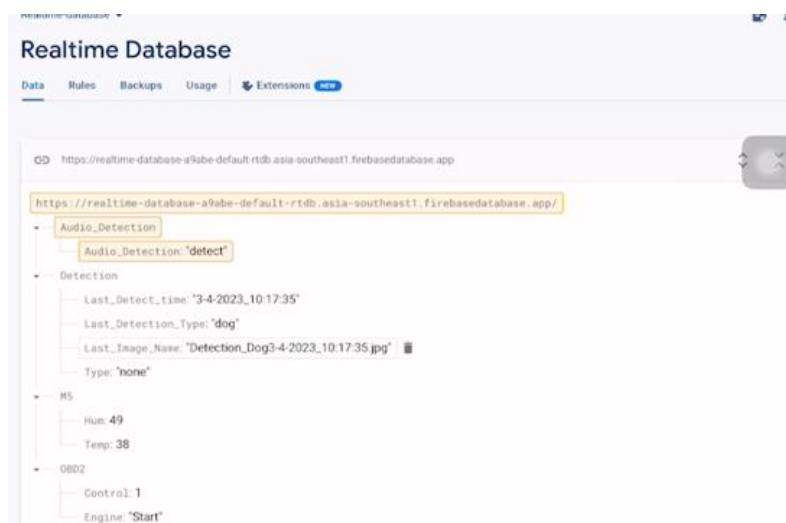 Realtime-database
Realtime Database
Data Rules Backups Usage Extensions NEW
https://realtime-database-a9abe-default-rtdb.asia-southeast1.firebasedatabase.app
https://realtime-database-a9abe-default-rtdb.asia-southeast1.firebasedatabase.app/
Audio_Detection
Audio_Detection: "detect"
Detection
Last_Detect_time: "3-4-2023_10:17:35"
Last_Detection_Type: "dog"
Last_Image_Name: "Detection_Dog3-4-2023_10:17:35.jpg"
Type: "none"
M5
Hum: 49
Temp: 38
OBD2
Control: 1
Engine: "Start"